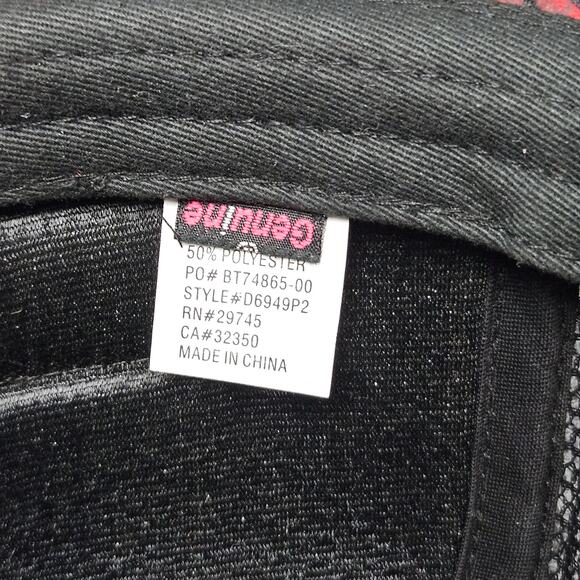 Genuine
50% POLYESTER
PO# BT74865-00
STYLE#D6949P2
RN#29745
CA#32350
MADE IN CHINA